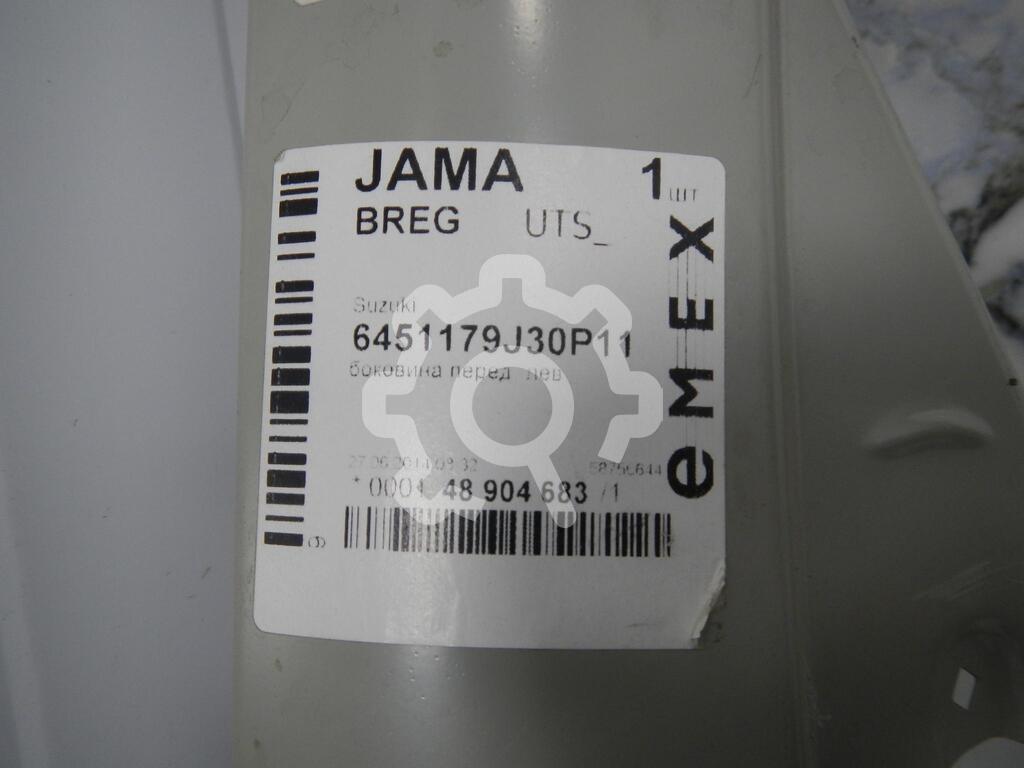 JAMA 1 шт
BREG UTS_
Suzuki
6451179J30P11
боковина перед лев
* 0001 48 904 683 /1
emex